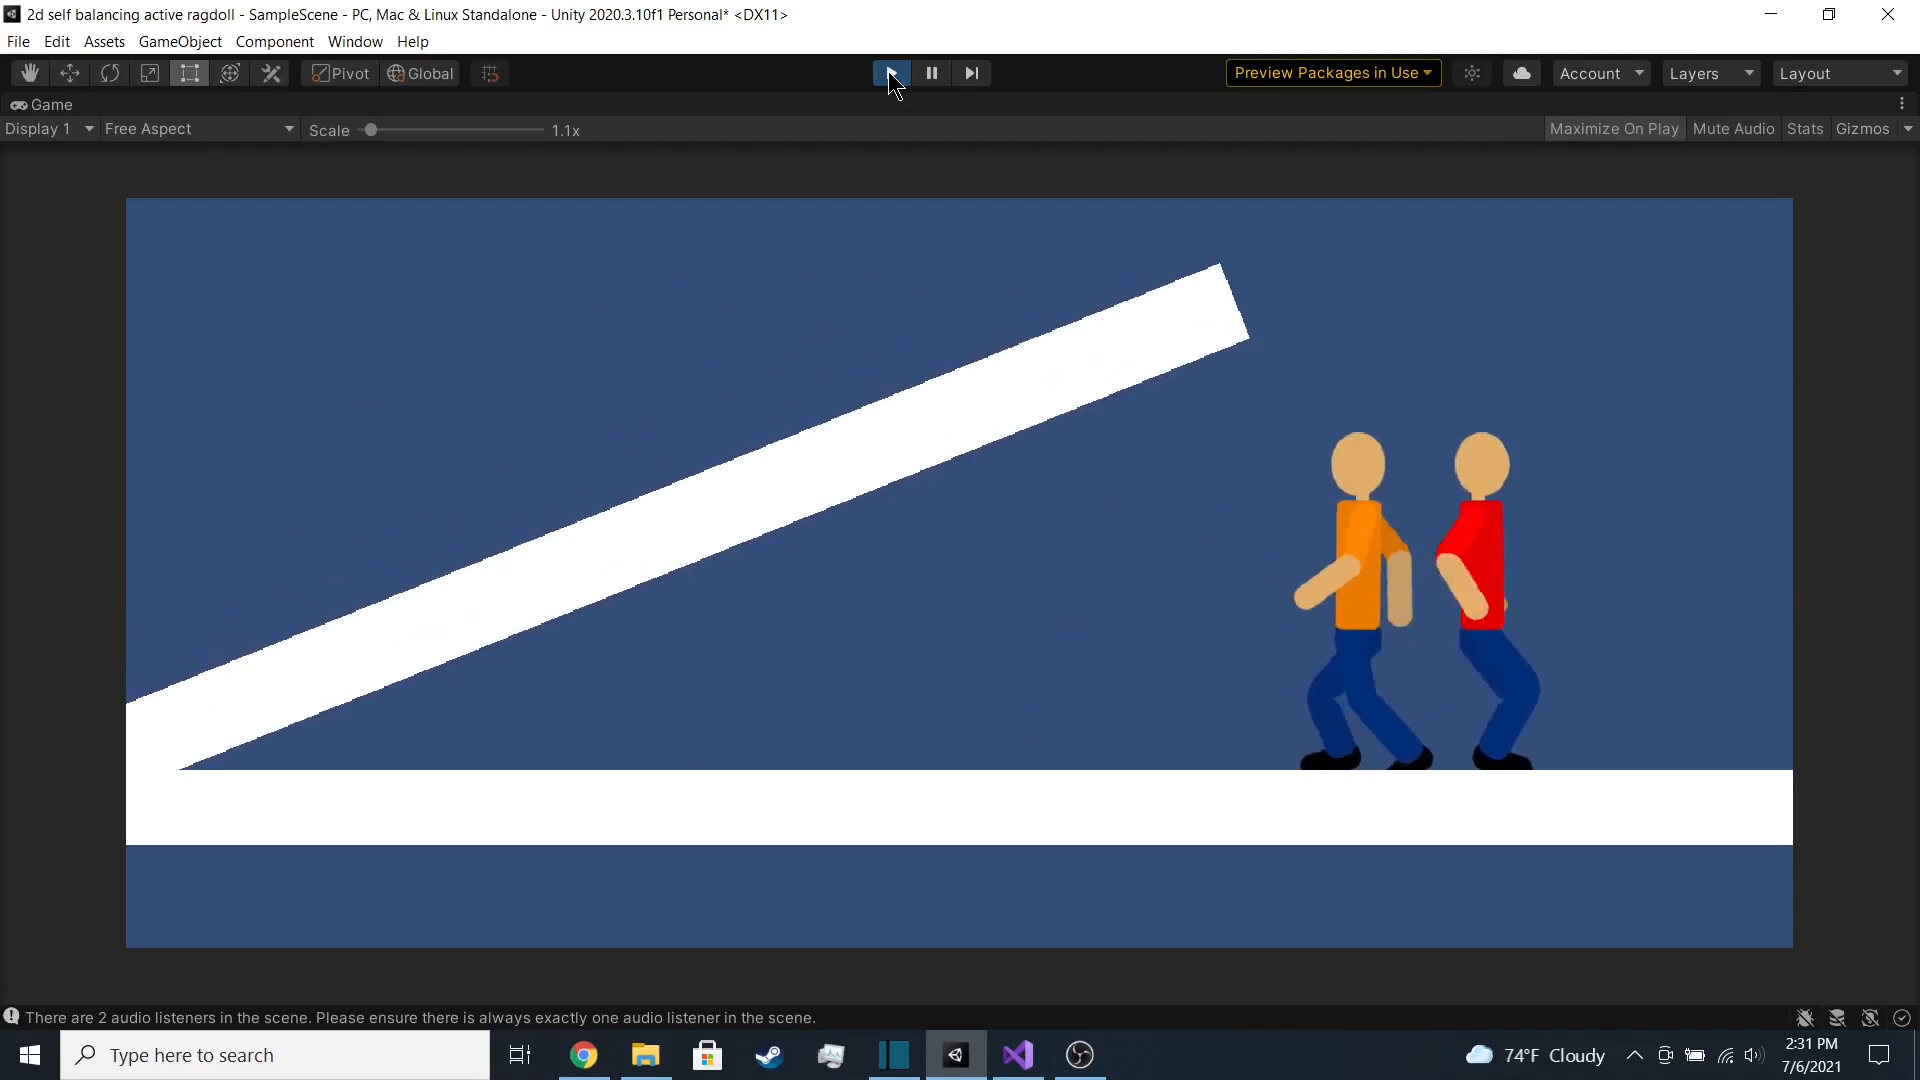 2d self balancing active ragdoll - SampleScene - PC, Mac & Linux Standalone - Unity 2020.3.10f1 Personal* <DX11>
File Edit Assets GameObject Component Window Help
Pivot Global Preview Packages in Use Account Layers Layout
Game
Display 1 Free Aspect Scale 1.1x Maximize On Play Mute Audio Stats Gizmos
There are 2 audio listeners in the scene. Please ensure there is always exactly one audio listener in the scene.
Type here to search 74°F Cloudy 2:31 PM
7/6/2021